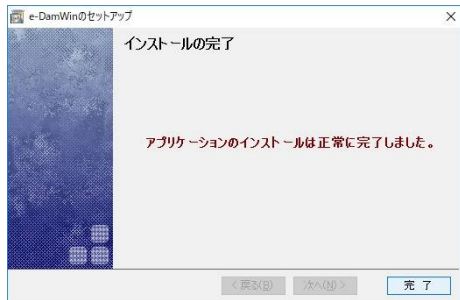 e-DamWinのセットアップ
インストールの完了
アプリケーションのインストールは正常に完了しました。
< 戻る(B)
次へ(N) >
完 了